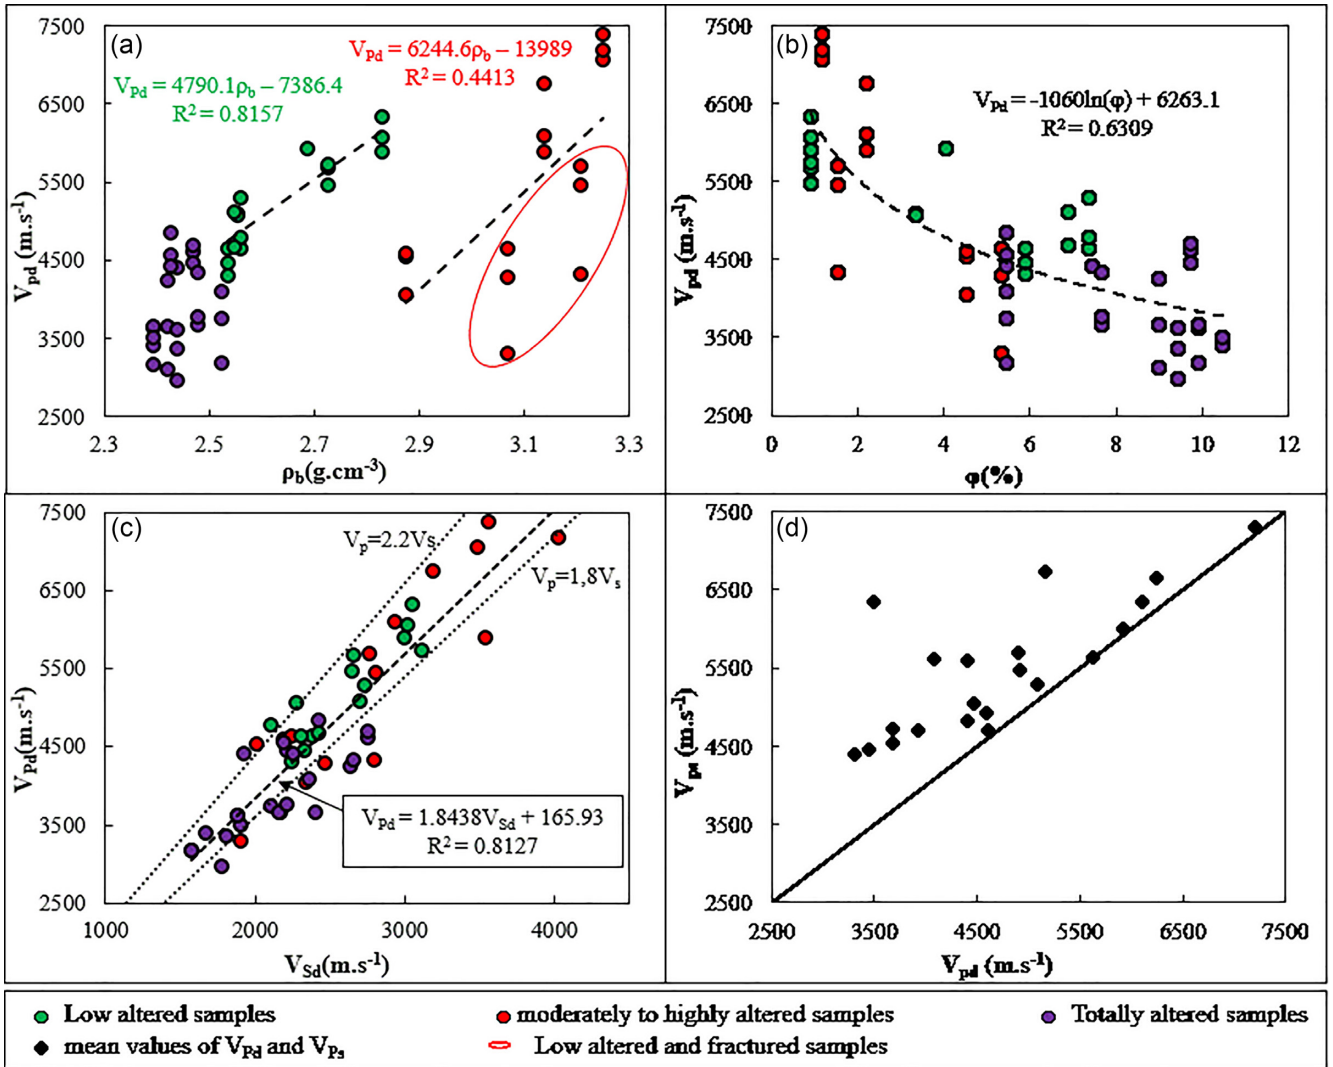 (a)
V_Pd = 4790.1ρ_b – 7386.4
R² = 0.8157
V_Pd = 6244.6ρ_b – 13989
R² = 0.4413
7500
6500
5500
4500
3500
2500
V_pd (m.s⁻¹)
2.3 2.5 2.7 2.9 3.1 3.3
ρ_b(g.cm⁻³)
(b)
V_Pd = -1060ln(φ) + 6263.1
R² = 0.6309
7500
6500
5500
4500
3500
2500
V_pd (m.s⁻¹)
0 2 4 6 8 10 12
φ(%)
(c)
V_p=2.2Vs
V_p=1,8V_s
V_Pd = 1.8438V_Sd + 165.93
R² = 0.8127
7500
6500
5500
4500
3500
2500
V_Pd(m.s⁻¹)
1000 2000 3000 4000
V_Sd(m.s⁻¹)
(d)
7500
6500
5500
4500
3500
2500
V_ps (m.s⁻¹)
2500 3500 4500 5500 6500 7500
V_pd (m.s⁻¹)
Low altered samples
moderately to highly altered samples
Totally altered samples
mean values of V_Pd and V_Ps
Low altered and fractured samples